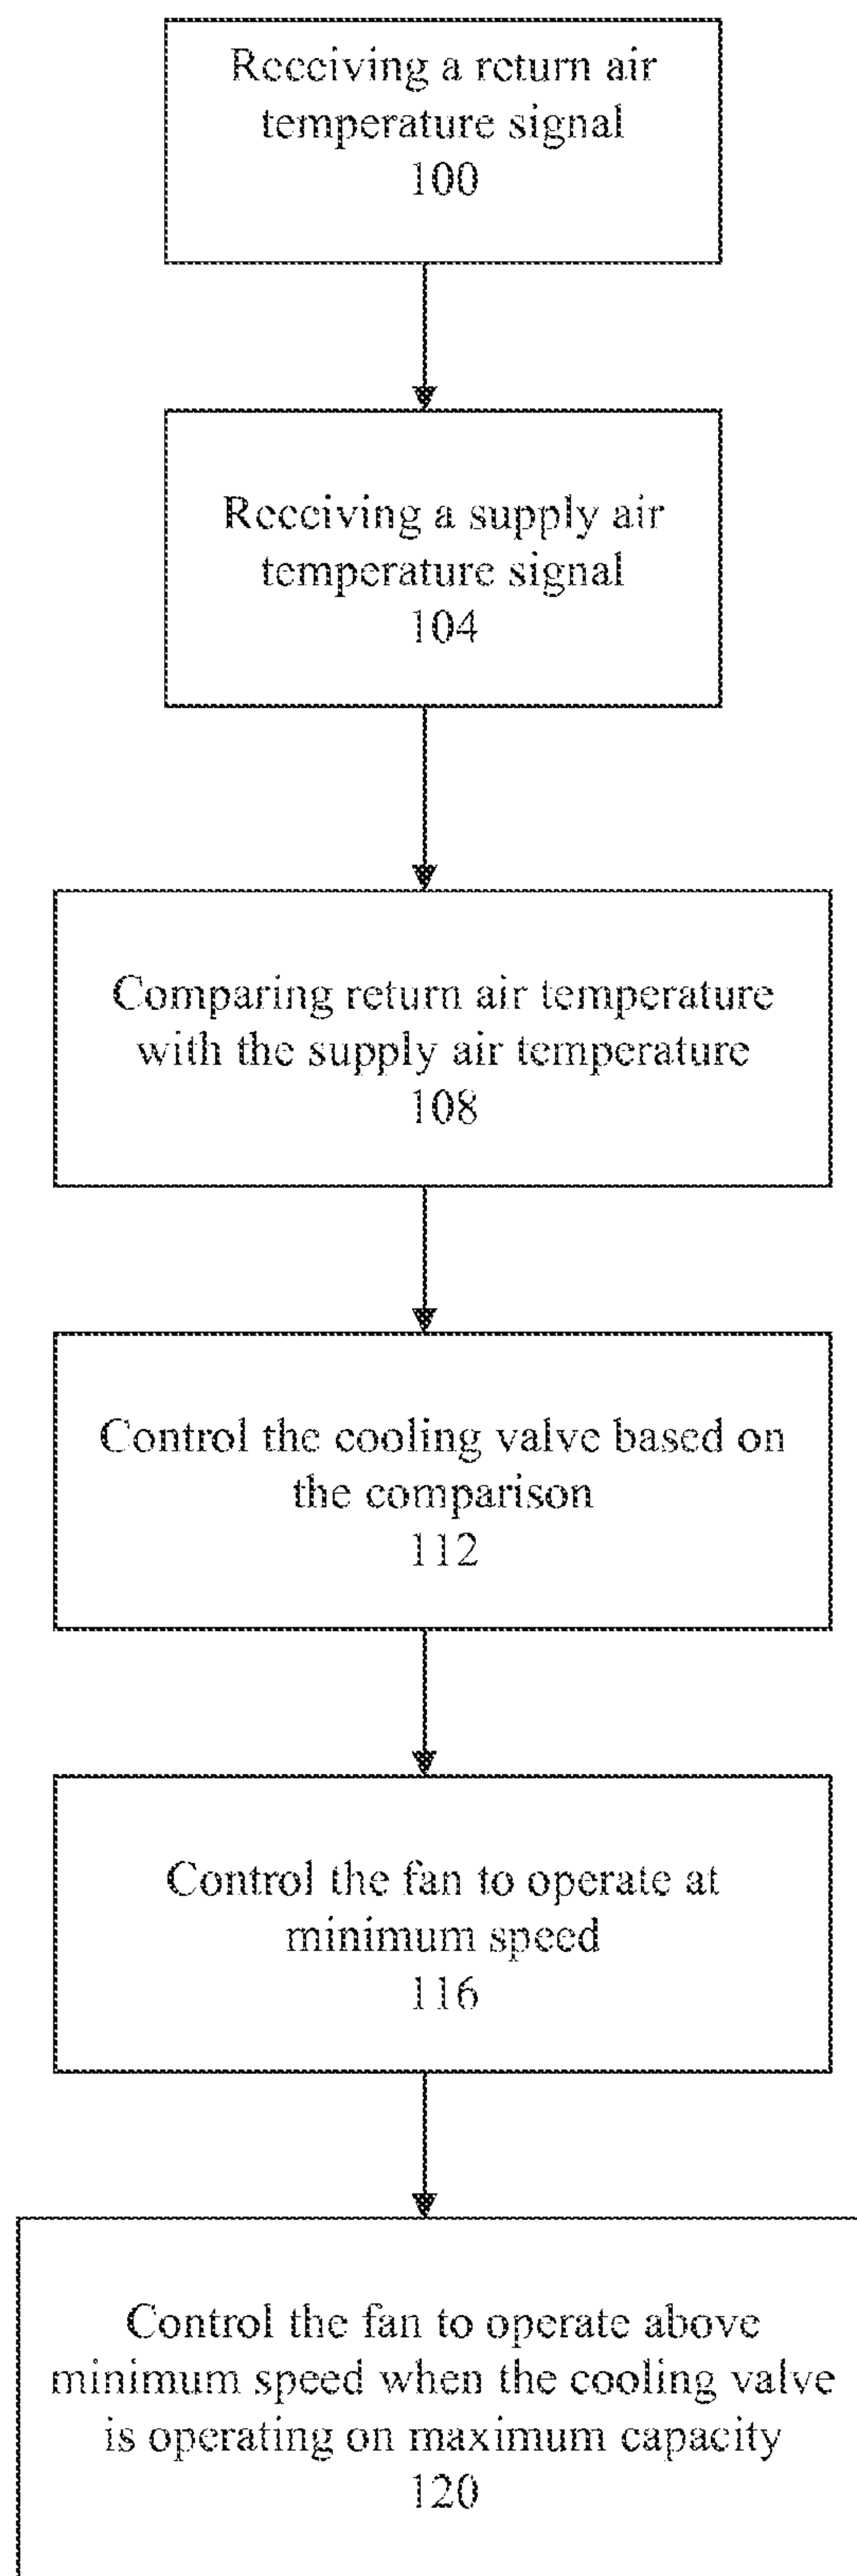 Receiving a return air
temperature signal
100
Receiving a supply air
temperature signal
104
Comparing return air temperature
with the supply air temperature
108
Control the cooling valve based on
the comparison
112
Control the fan to operate at
minimum speed
116
Control the fan to operate above
minimum speed when the cooling valve
is operating on maximum capacity
120